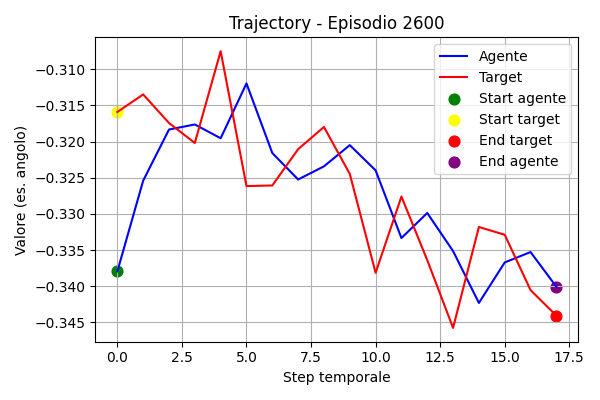 Trajectory - Episodio 2600
Agente
Target
Start agente
Start target
End target
End agente
Valore (es. angolo)
−0.310
−0.315
−0.320
−0.325
−0.330
−0.335
−0.340
−0.345
0.0 2.5 5.0 7.5 10.0 12.5 15.0 17.5
Step temporale